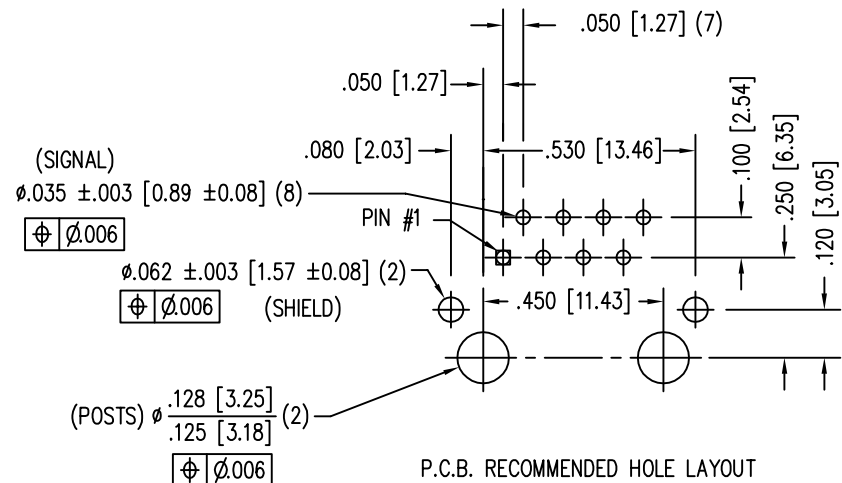 .050 [1.27] (7)
.050 [1.27]
.080 [2.03]
.530 [13.46]
.100 [2.54]
.250 [6.35]
.120 [3.05]
(SIGNAL)
ø.035 ±.003 [0.89 ±0.08] (8)
⌖ Ø.006
PIN #1
ø.062 ±.003 [1.57 ±0.08] (2)
⌖ Ø.006
(SHIELD)
.450 [11.43]
(POSTS) ø .128 [3.25]
.125 [3.18] (2)
⌖ Ø.006
P.C.B. RECOMMENDED HOLE LAYOUT